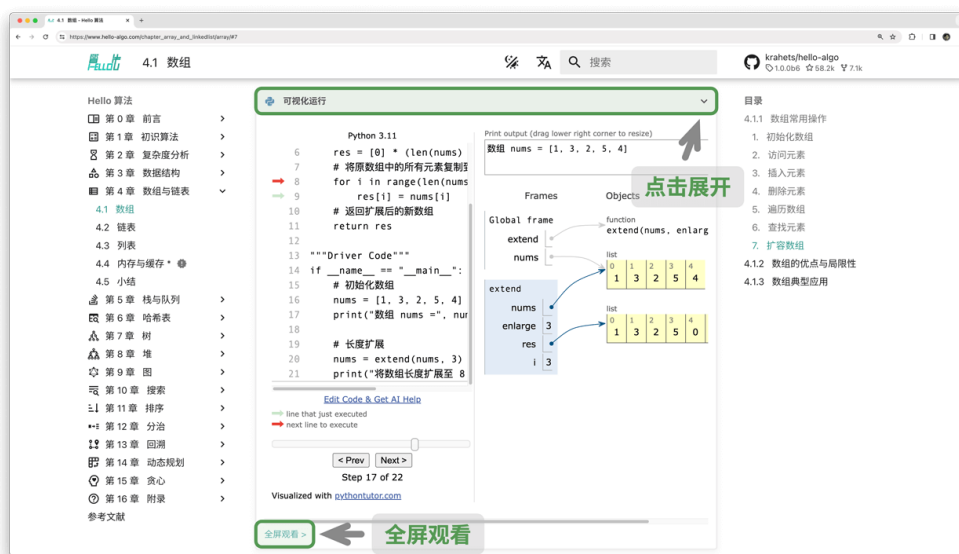 4.1 数组 - Hello 算法
https://www.hello-algo.com/chapter_array_and_linkedlist/array/#7
4.1 数组
搜索
krahets/hello-algo
1.0.0b6 58.2k 7.1k
Hello 算法
第 0 章 前言
第 1 章 初识算法
第 2 章 复杂度分析
第 3 章 数据结构
第 4 章 数组与链表
4.1 数组
4.2 链表
4.3 列表
4.4 内存与缓存 *
4.5 小结
第 5 章 栈与队列
第 6 章 哈希表
第 7 章 树
第 8 章 堆
第 9 章 图
第 10 章 搜索
第 11 章 排序
第 12 章 分治
第 13 章 回溯
第 14 章 动态规划
第 15 章 贪心
第 16 章 附录
参考文献
可视化运行
Python 3.11
6 res = [0] * (len(nums)
7 # 将原数组中的所有元素复制到
8 for i in range(len(nums
9 res[i] = nums[i]
10 # 返回扩展后的新数组
11 return res
12
13 """Driver Code"""
14 if __name__ == "__main__":
15 # 初始化数组
16 nums = [1, 3, 2, 5, 4]
17 print("数组 nums =", num
18
19 # 长度扩展
20 nums = extend(nums, 3)
21 print("将数组长度扩展至 8
Edit Code & Get AI Help
line that just executed
next line to execute
< Prev Next >
Step 17 of 22
Visualized with pythontutor.com
全屏观看 >
全屏观看
Print output (drag lower right corner to resize)
数组 nums = [1, 3, 2, 5, 4]
点击展开
Frames Objects
Global frame
extend
nums
function
extend(nums, enlarg
list
0 1 2 3 4
1 3 2 5 4
extend
nums
enlarge 3
res
i 3
list
0 1 2 3 4
1 3 2 5 0
目录
4.1.1 数组常用操作
1. 初始化数组
2. 访问元素
3. 插入元素
4. 删除元素
5. 遍历数组
6. 查找元素
7. 扩容数组
4.1.2 数组的优点与局限性
4.1.3 数组典型应用